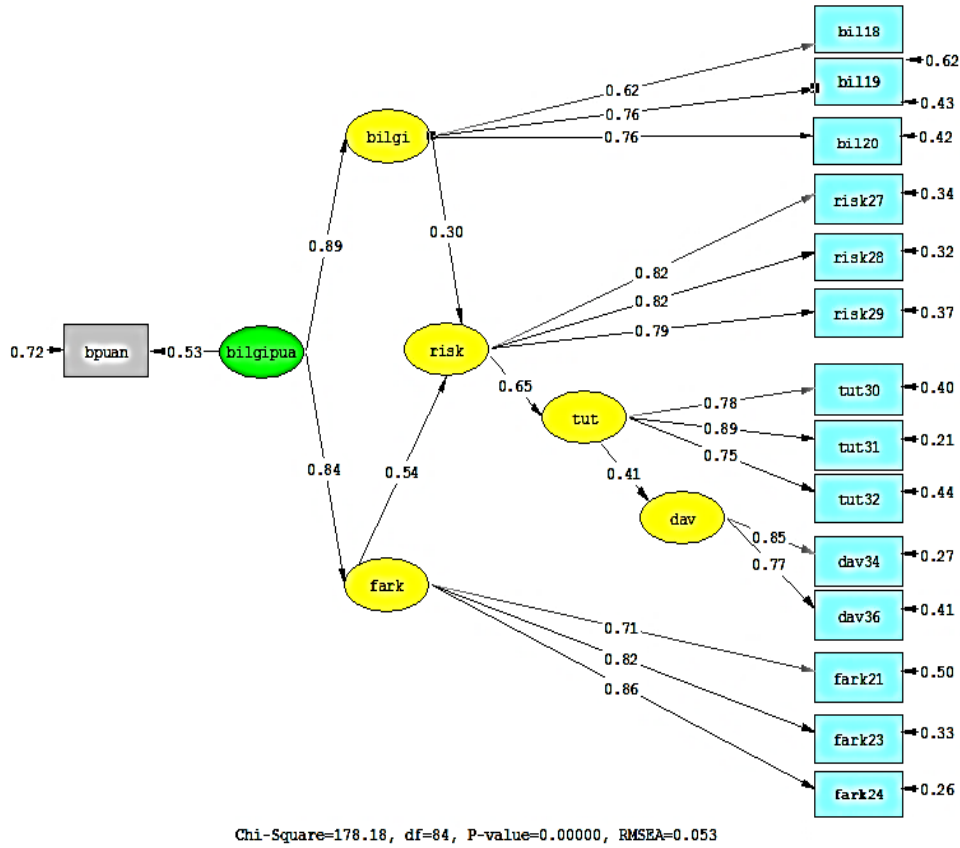 bil18
0.62
bil19
0.62
0.43
0.76
bilgi
0.76
bil20
0.42
risk27
0.34
0.30
0.89
risk28
0.32
0.82
0.82
risk29
0.37
0.79
0.72
bpuan
0.53
bilgipua
risk
0.65
tut30
0.40
0.78
tut
0.89
tut31
0.21
0.75
0.84
0.54
0.41
tut32
0.44
dav
0.85
dav34
0.27
0.77
fark
dav36
0.41
0.71
0.82
fark21
0.50
0.86
fark23
0.33
fark24
0.26
Chi-Square=178.18, df=84, P-value=0.00000, RMSEA=0.053